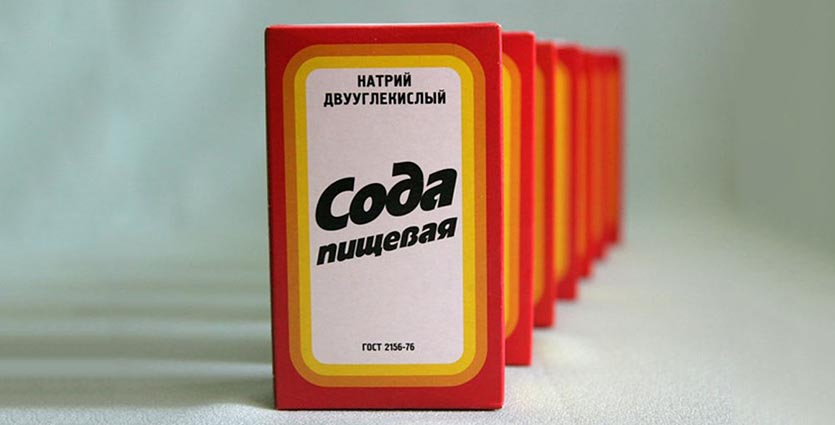 НАТРИЙ
ДВУУГЛЕКИСЛЫЙ
Сода
пищевая
ГОСТ 2156-76